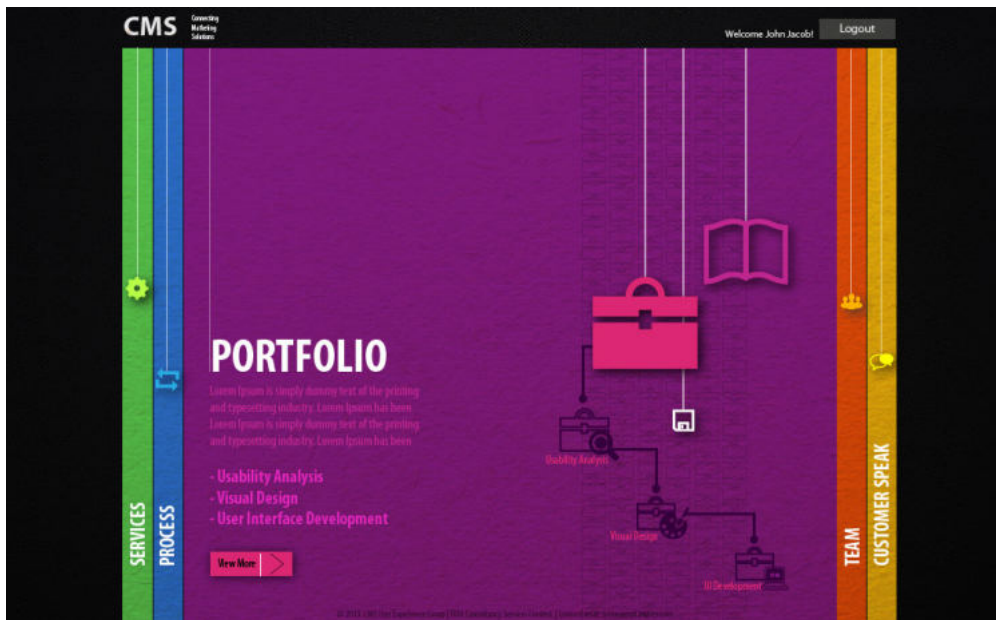 CMS
Connecting
Marketing
Solutions
Welcome John Jacob!
Logout
PORTFOLIO
Lorem Ipsum is simply dummy text of the printing
and typesetting industry. Lorem Ipsum has been
Lorem Ipsum is simply dummy text of the printing
and typesetting industry. Lorem Ipsum has been
- Usability Analysis
- Visual Design
- User Interface Development
View More
Usability Analysis
Visual Design
UI Development
SERVICES
PROCESS
TEAM
CUSTOMER SPEAK